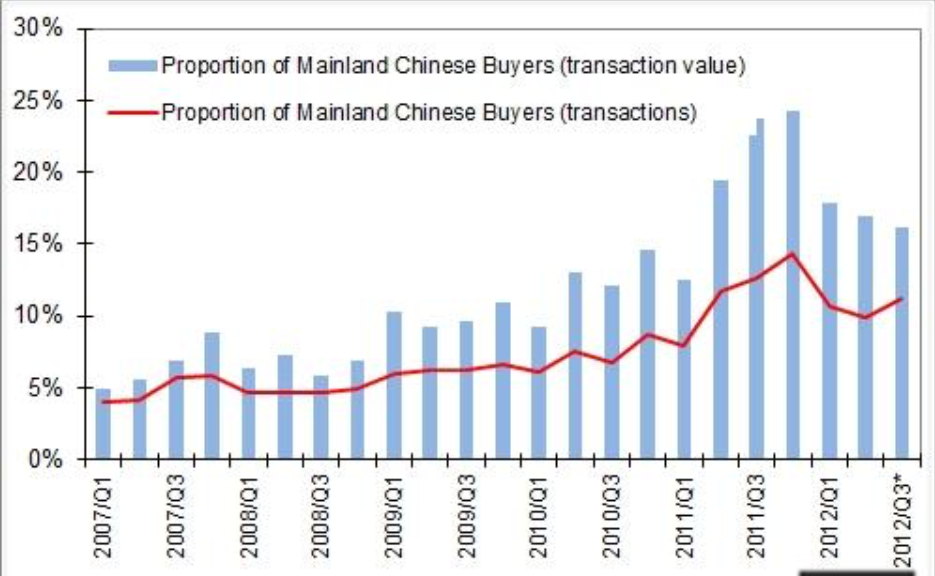 30%
Proportion of Mainland Chinese Buyers (transaction value)
25%
Proportion of Mainland Chinese Buyers (transactions)
20%
15%
10%
5%
0%
2007/Q1
2007/Q3
2008/Q1
2008/Q3
2009/Q1
2009/Q3
2010/Q1
2010/Q3
2011/Q1
2011/Q3
2012/Q1
2012/Q3*